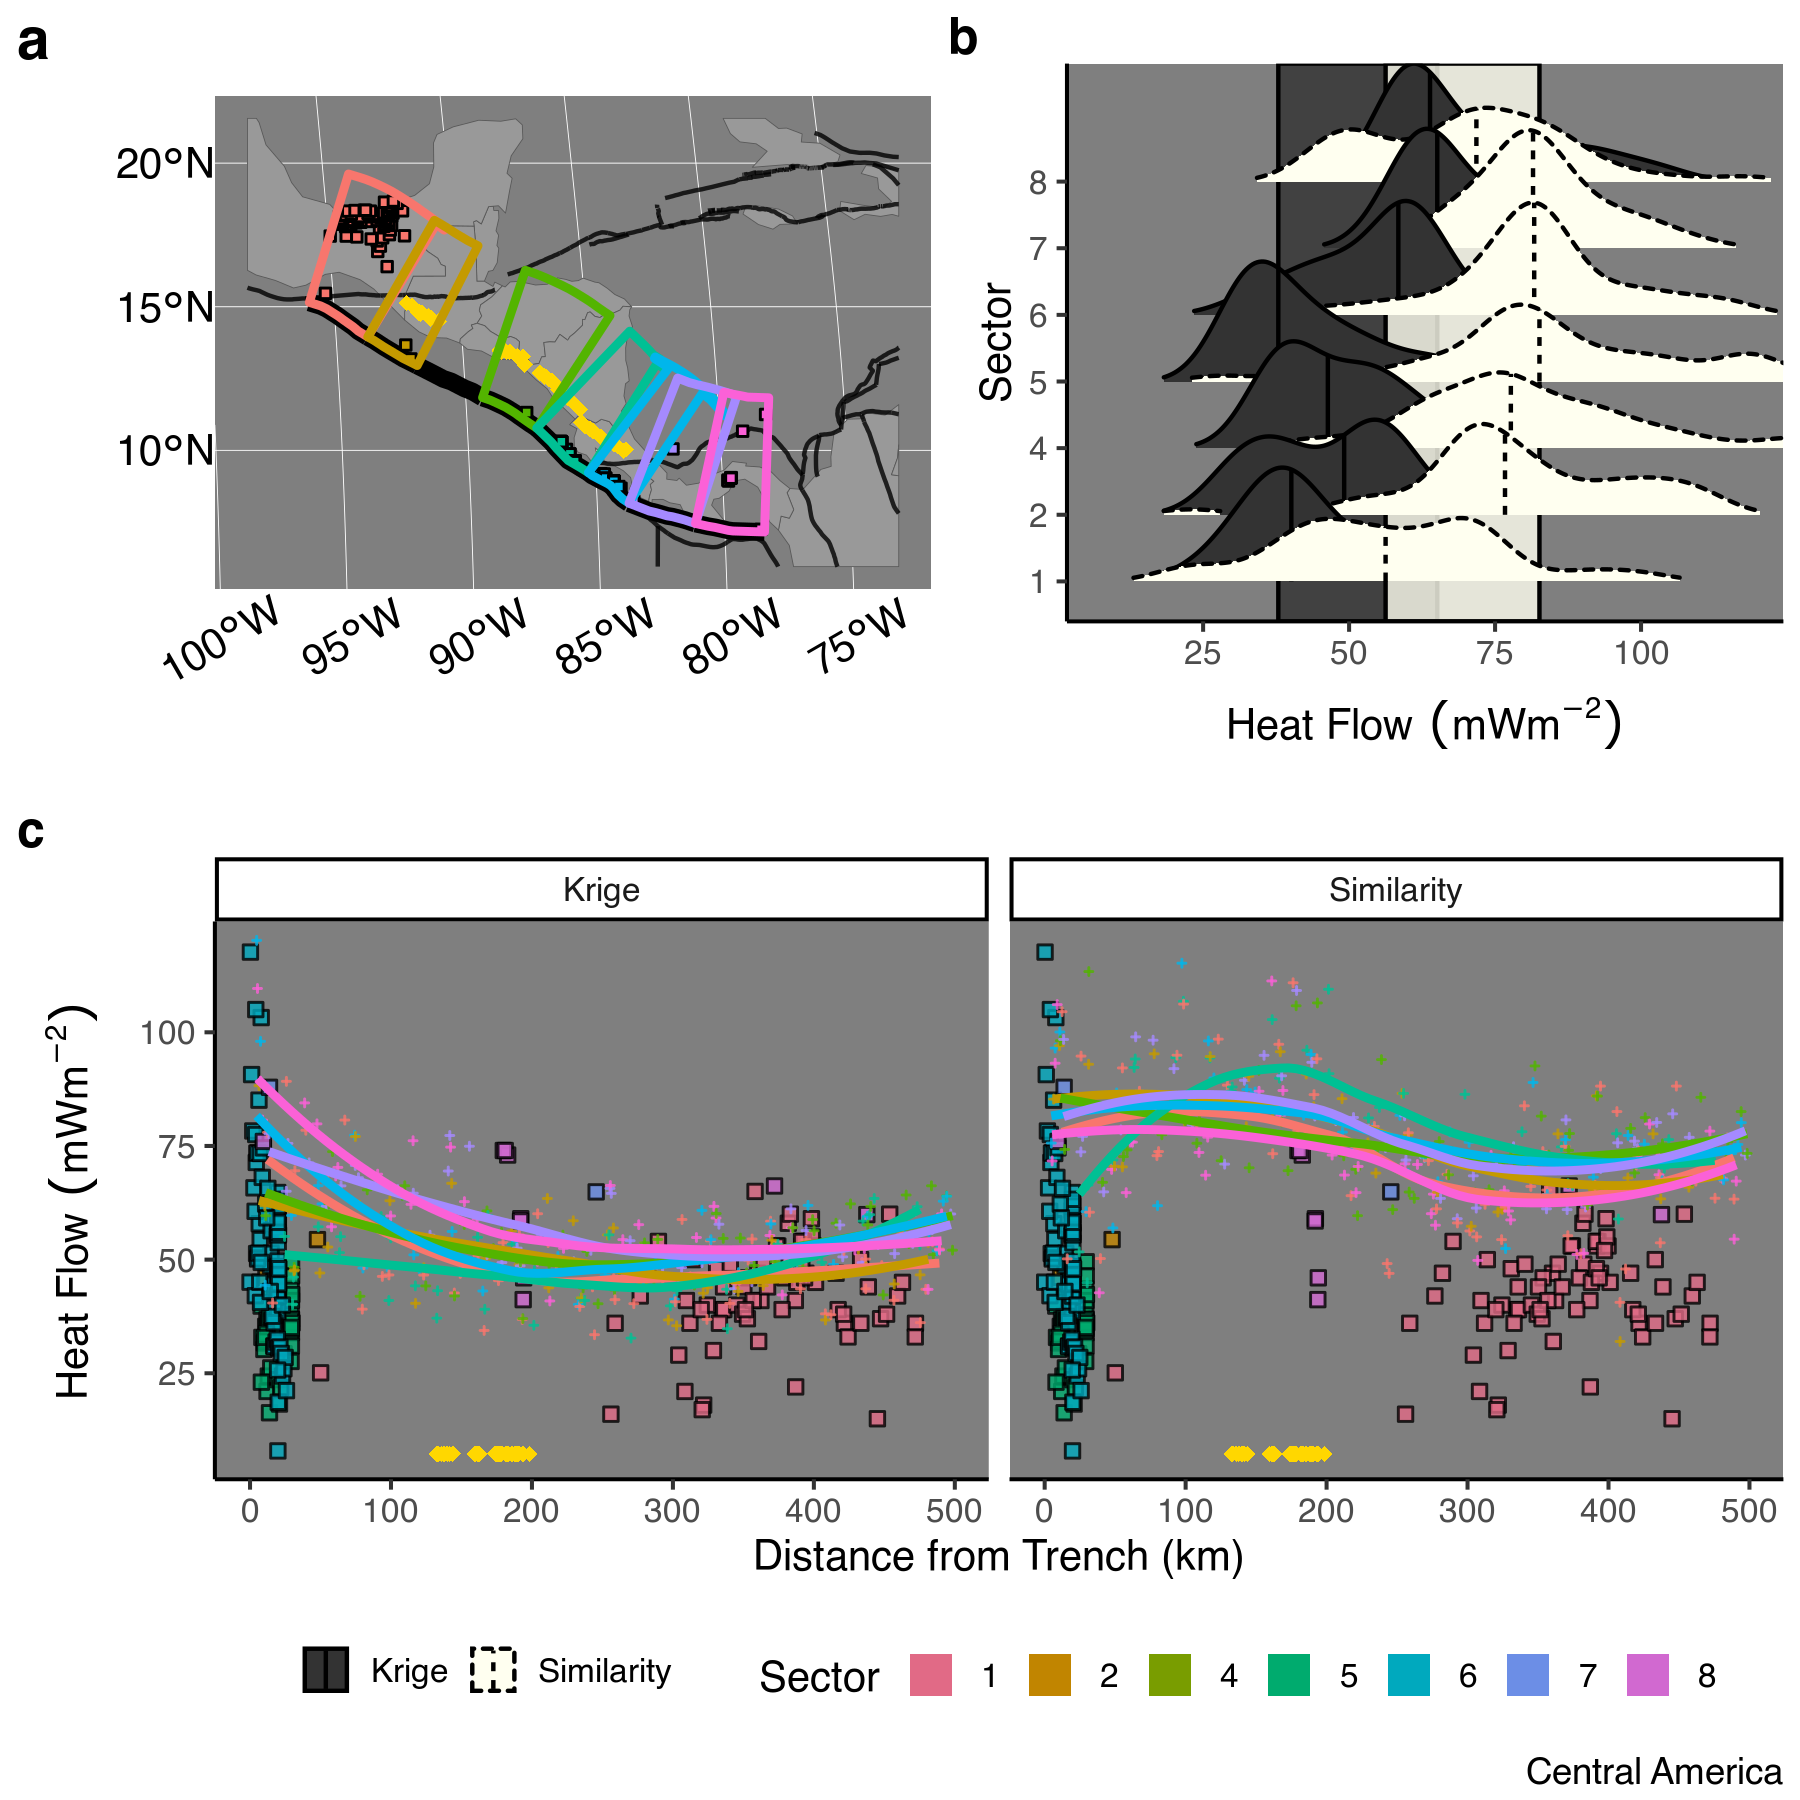 a
20°N
15°N
10°N
100°W 95°W 90°W 85°W 80°W 75°W
b
Sector
8
7
6
5
4
2
1
25 50 75 100
Heat Flow (mWm−2)
c
Krige Similarity
Heat Flow (mWm−2)
100
75
50
25
0 100 200 300 400 500 0 100 200 300 400 500
Distance from Trench (km)
Krige Similarity Sector 1 2 4 5 6 7 8
Central America